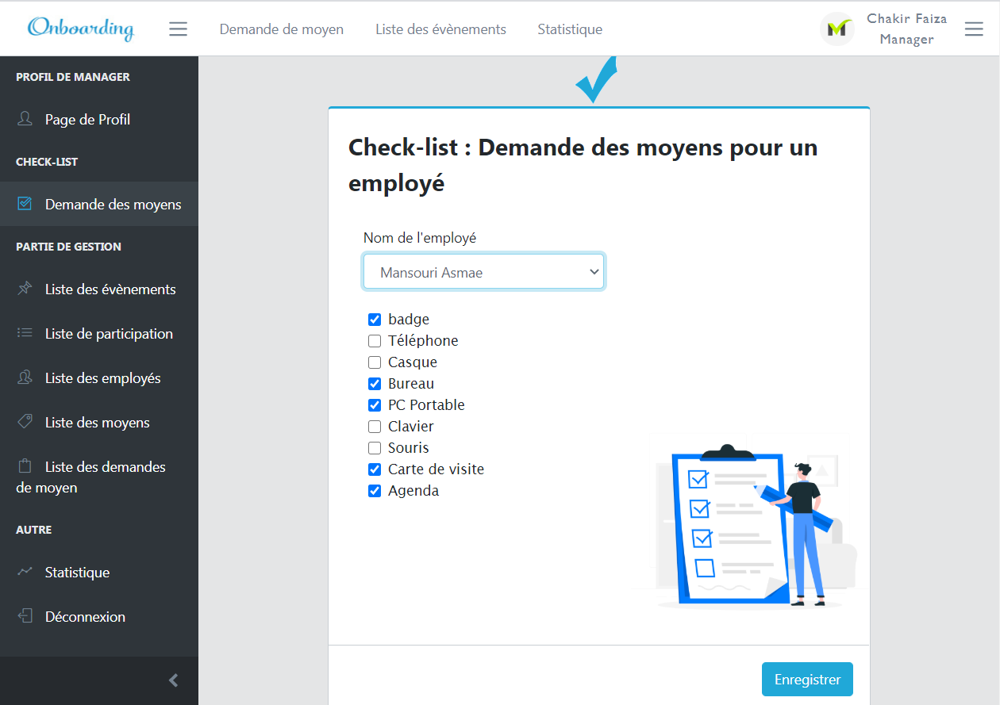 Onboarding
Demande de moyen
Liste des évènements
Statistique
Chakir Faiza
Manager
PROFIL DE MANAGER
Page de Profil
CHECK-LIST
Demande des moyens
PARTIE DE GESTION
Liste des évènements
Liste de participation
Liste des employés
Liste des moyens
Liste des demandes
de moyen
AUTRE
Statistique
Déconnexion
Check-list : Demande des moyens pour un
employé
Nom de l'employé
Mansouri Asmae
badge
Téléphone
Casque
Bureau
PC Portable
Clavier
Souris
Carte de visite
Agenda
Enregistrer